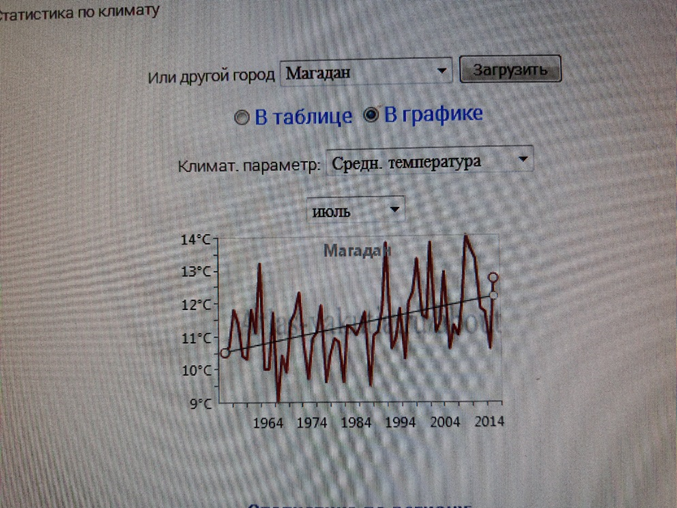 Статистика по климату
Или другой город Магадан Загрузить
В таблице В графике
Климат. параметр: Средн. температура
июль
Магадан
14°C
13°C
12°C
11°C
10°C
9°C
1964 1974 1984 1994 2004 2014